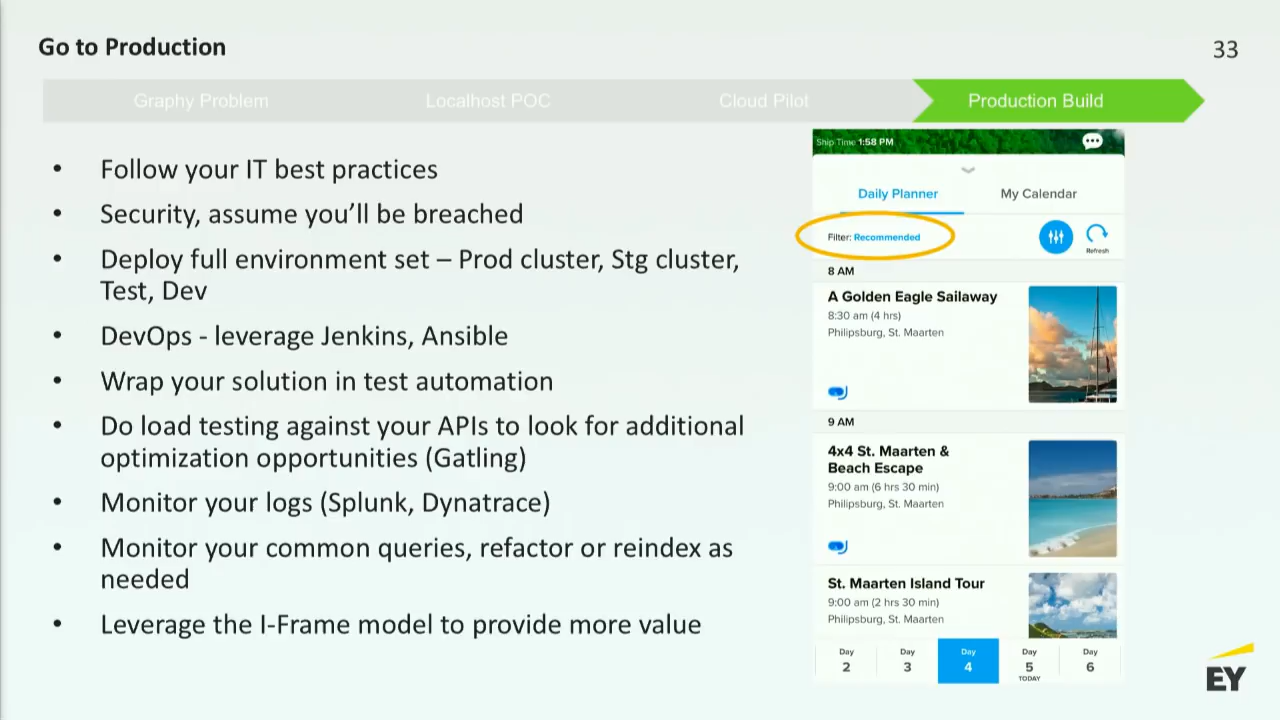 Go to Production
33
Graphy Problem
Localhost POC
Cloud Pilot
Production Build
• Follow your IT best practices
• Security, assume you’ll be breached
• Deploy full environment set – Prod cluster, Stg cluster,
Test, Dev
• DevOps - leverage Jenkins, Ansible
• Wrap your solution in test automation
• Do load testing against your APIs to look for additional
optimization opportunities (Gatling)
• Monitor your logs (Splunk, Dynatrace)
• Monitor your common queries, refactor or reindex as
needed
• Leverage the I-Frame model to provide more value
Ship Time 1:58 PM
Daily Planner
My Calendar
Filter: Recommended
Refresh
8 AM
A Golden Eagle Sailaway
8:30 am (4 hrs)
Philipsburg, St. Maarten
9 AM
4x4 St. Maarten &
Beach Escape
9:00 am (6 hrs 30 min)
Philipsburg, St. Maarten
St. Maarten Island Tour
9:00 am (2 hrs 30 min)
Philipsburg, St. Maarten
Day
2
Day
3
Day
4
Day
5
TODAY
Day
6
EY